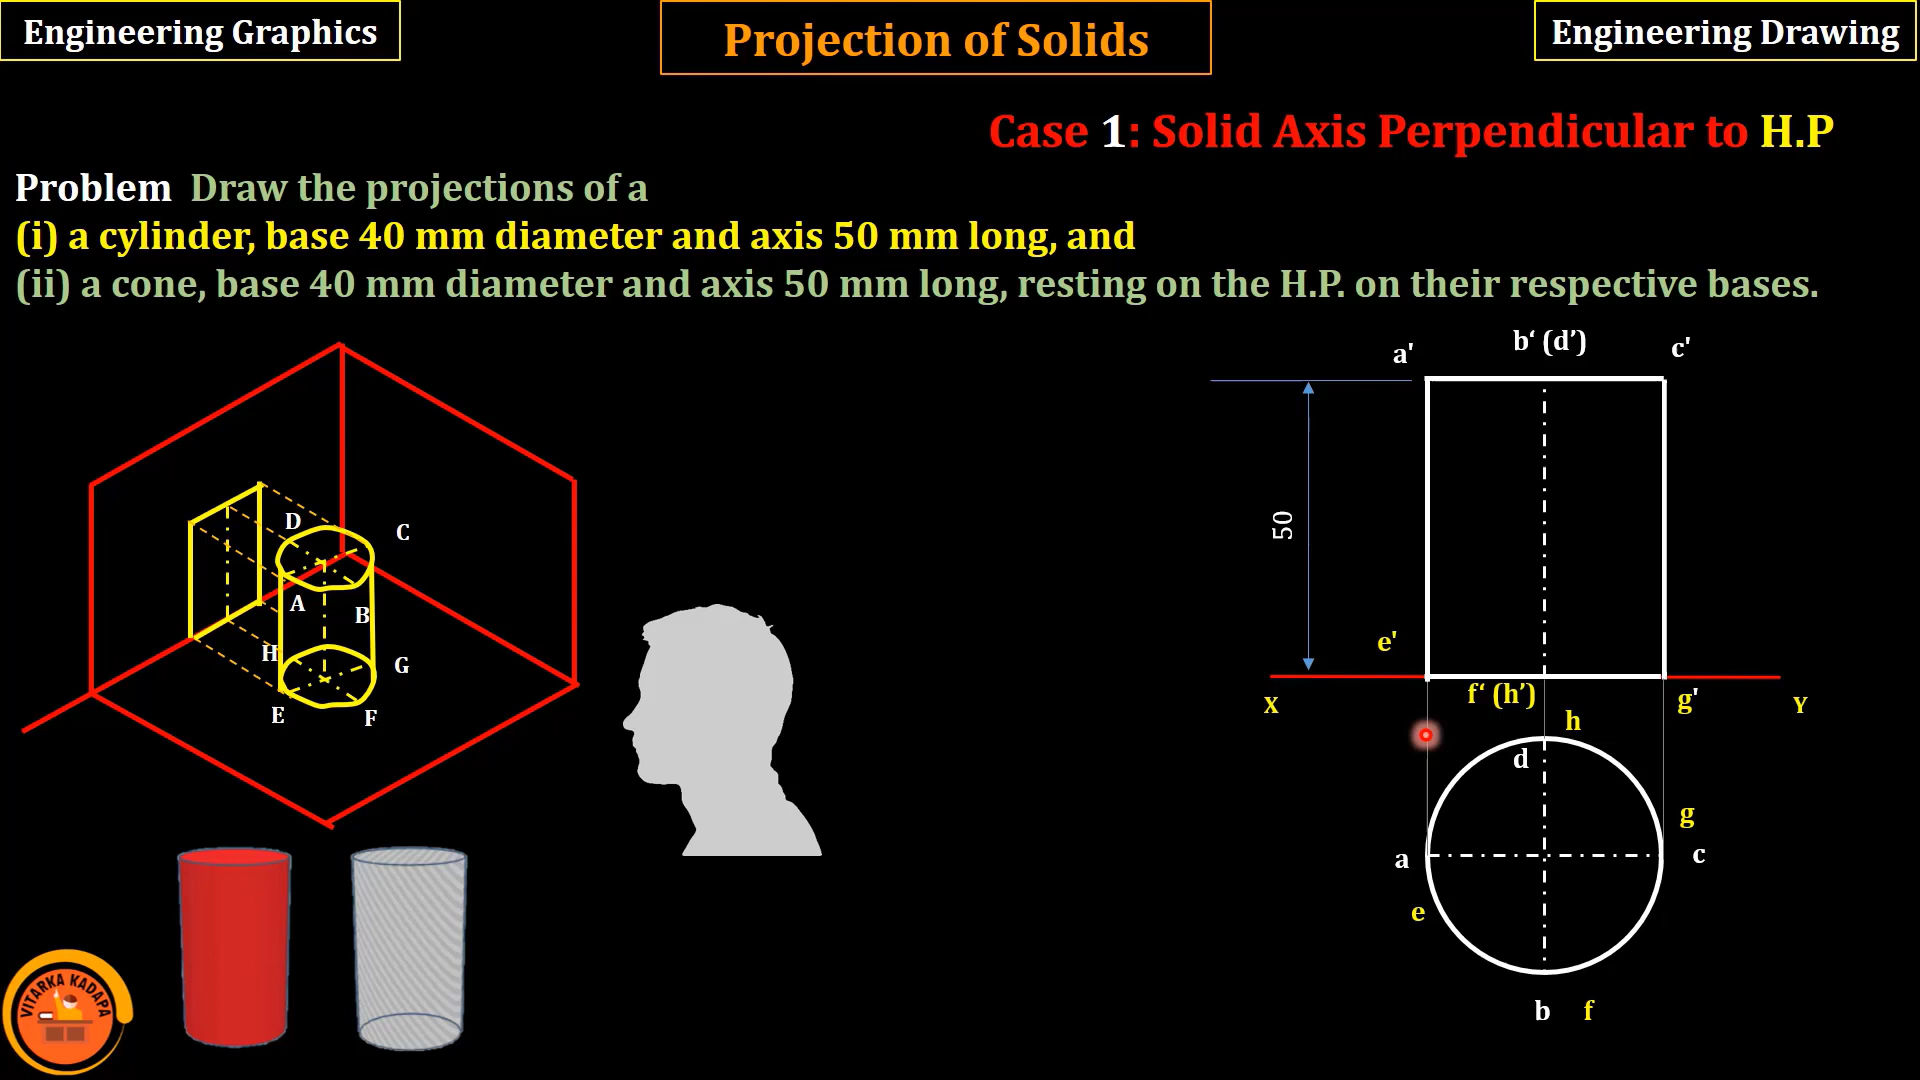 Engineering Graphics
Projection of Solids
Engineering Drawing
Case 1: Solid Axis Perpendicular to H.P
Problem Draw the projections of a
(i) a cylinder, base 40 mm diameter and axis 50 mm long, and
(ii) a cone, base 40 mm diameter and axis 50 mm long, resting on the H.P. on their respective bases.
a'
b‘ (d’)
c'
D
C
50
A
B
H
G
E
F
e'
f‘ (h’)
g'
X
Y
h
d
g
a
c
e
b
f
VITARKA KADAPA